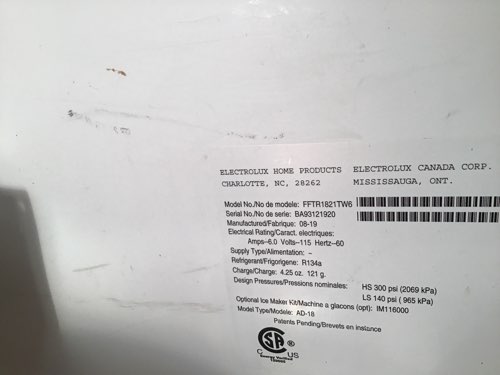 ELECTROLUX HOME PRODUCTS ELECTROLUX CANADA CORP.
CHARLOTTE, NC, 28262 MISSISSAUGA, ONT.
Model No./No de modele: FFTR1821TW6
Serial No./No de serie: BA93121920
Manufactured/Fabrique: 08-19
Electrical Rating/Caract. electriques:
Amps--6.0 Volts--115 Hertz--60
Supply Type/Alimentation: ~
Refrigerant/Frigorigene: R134a
Charge/Charge: 4.25 oz. 121 g.
Design Pressures/Pressions nominales: HS 300 psi (2069 kPa)
LS 140 psi ( 965 kPa)
Optional Ice Maker Kit/Machine a glacons (opt): IM116000
Model Type/Modele: AD-18
Patents Pending/Brevets en Instance
C US
Energy Verified